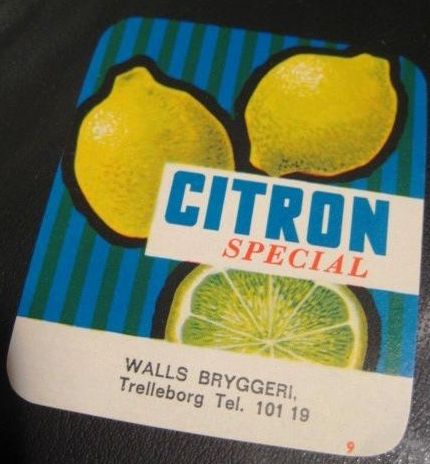 CITRON
SPECIAL
WALLS BRYGGERI,
Trelleborg Tel. 101 19
9